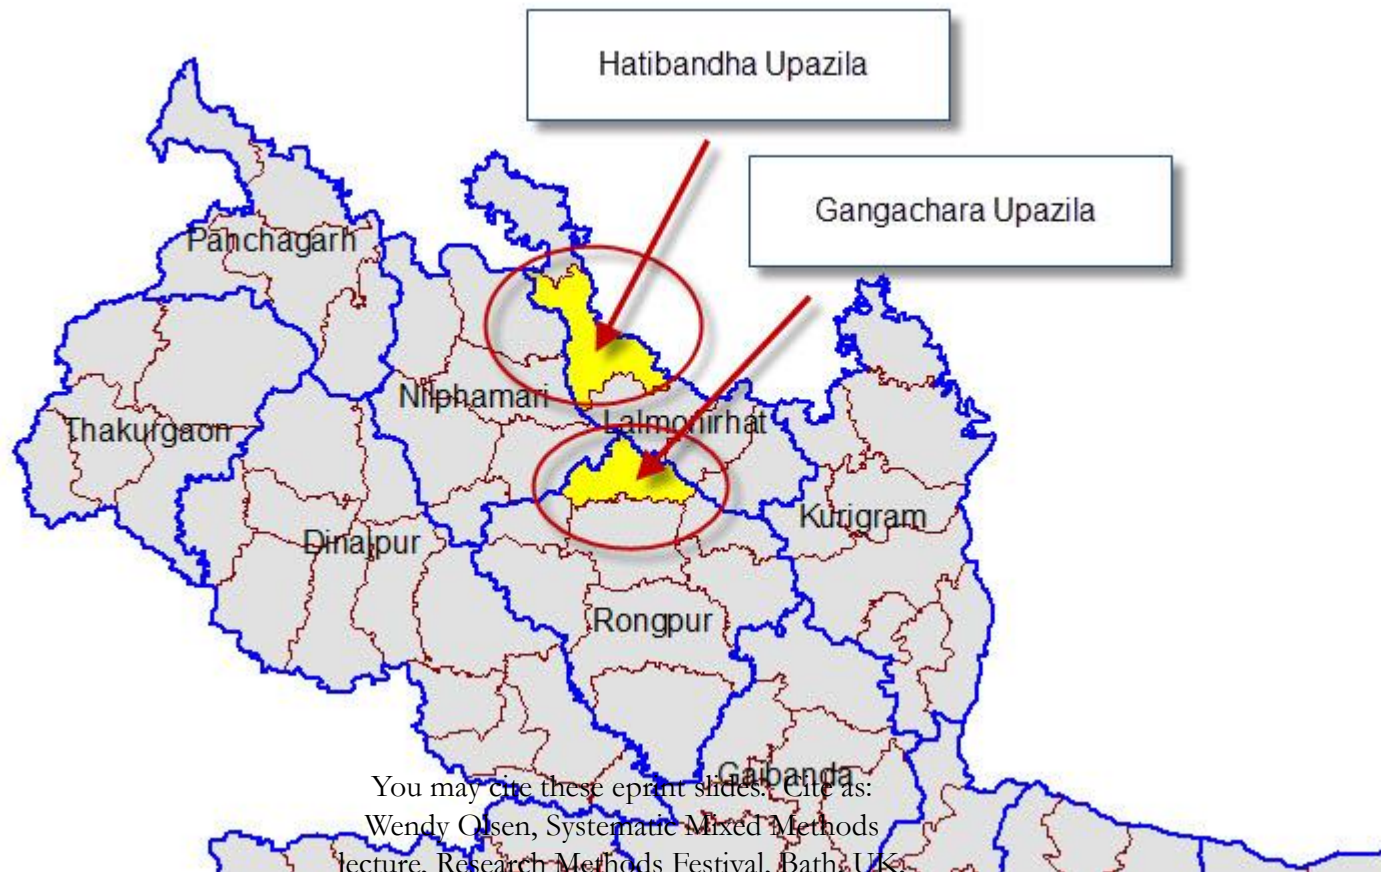 Hatibandha Upazila
Gangachara Upazila
Panchagarh
Nilphamari
Thakurgaon
Lalmonirhat
Kurigram
Dinajpur
Rongpur
Gaibanda
You may cite these eprint slides. Cite as:
Wendy Olsen, Systematic Mixed Methods
lecture, Research Methods Festival, Bath, UK.